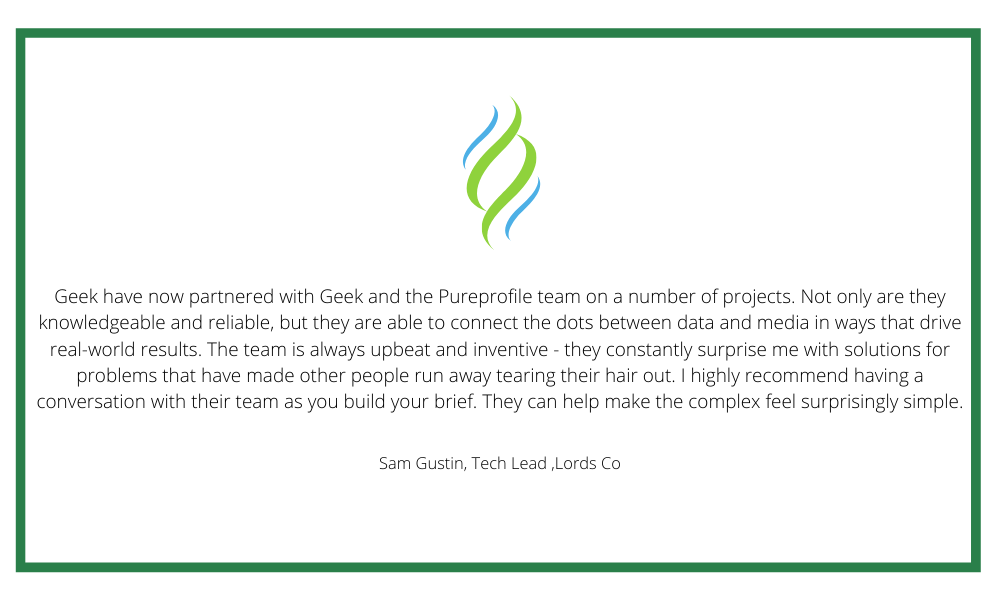 Geek have now partnered with Geek and the Pureprofile team on a number of projects. Not only are they
knowledgeable and reliable, but they are able to connect the dots between data and media in ways that drive
real-world results. The team is always upbeat and inventive - they constantly surprise me with solutions for
problems that have made other people run away tearing their hair out. I highly recommend having a
conversation with their team as you build your brief. They can help make the complex feel surprisingly simple.
Sam Gustin, Tech Lead ,Lords Co